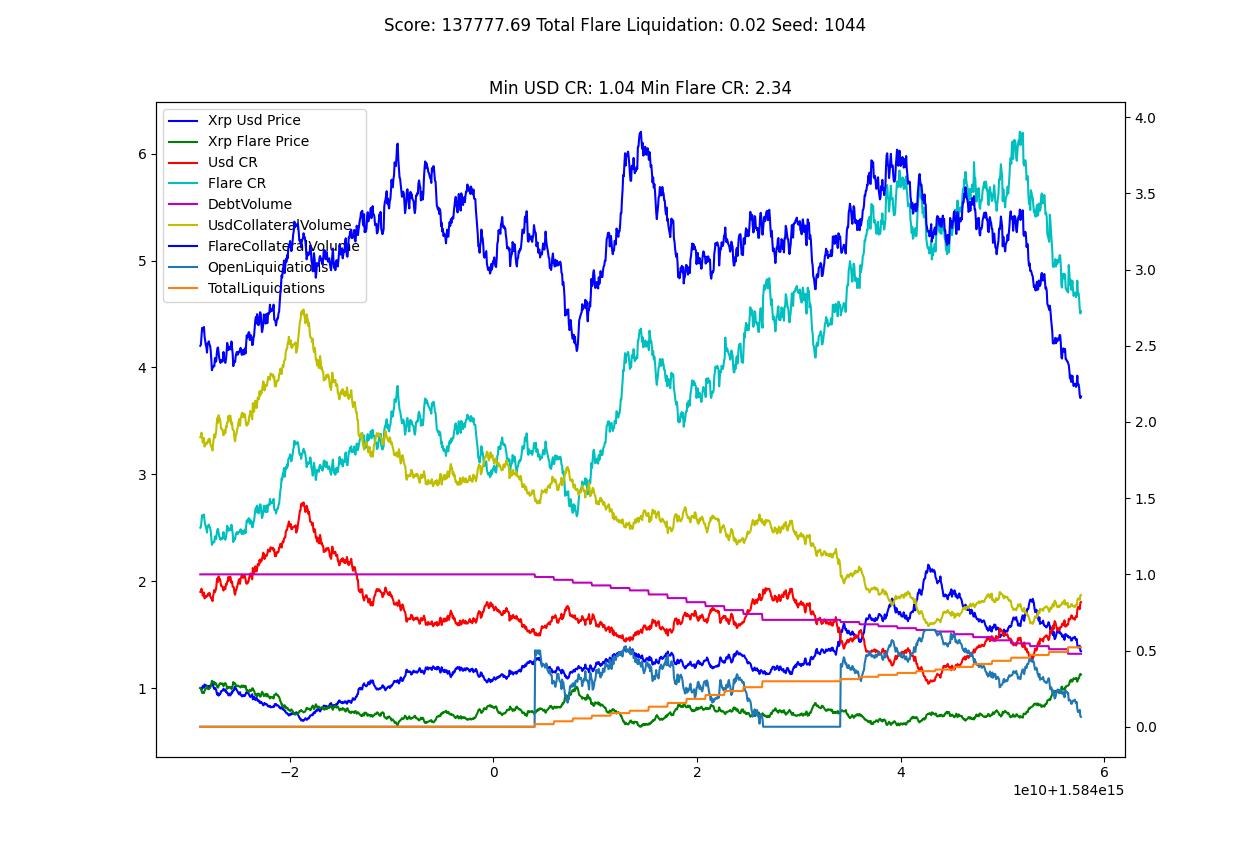 Score: 137777.69 Total Flare Liquidation: 0.02 Seed: 1044
Min USD CR: 1.04 Min Flare CR: 2.34
Xrp Usd Price
Xrp Flare Price
Usd CR
Flare CR
DebtVolume
UsdCollateralVolume
FlareCollateralVolume
OpenLiquidations
TotalLiquidations
6
5
4
3
2
1
4.0
3.5
3.0
2.5
2.0
1.5
1.0
0.5
0.0
−2
0
2
4
6
1e10+1.584e15